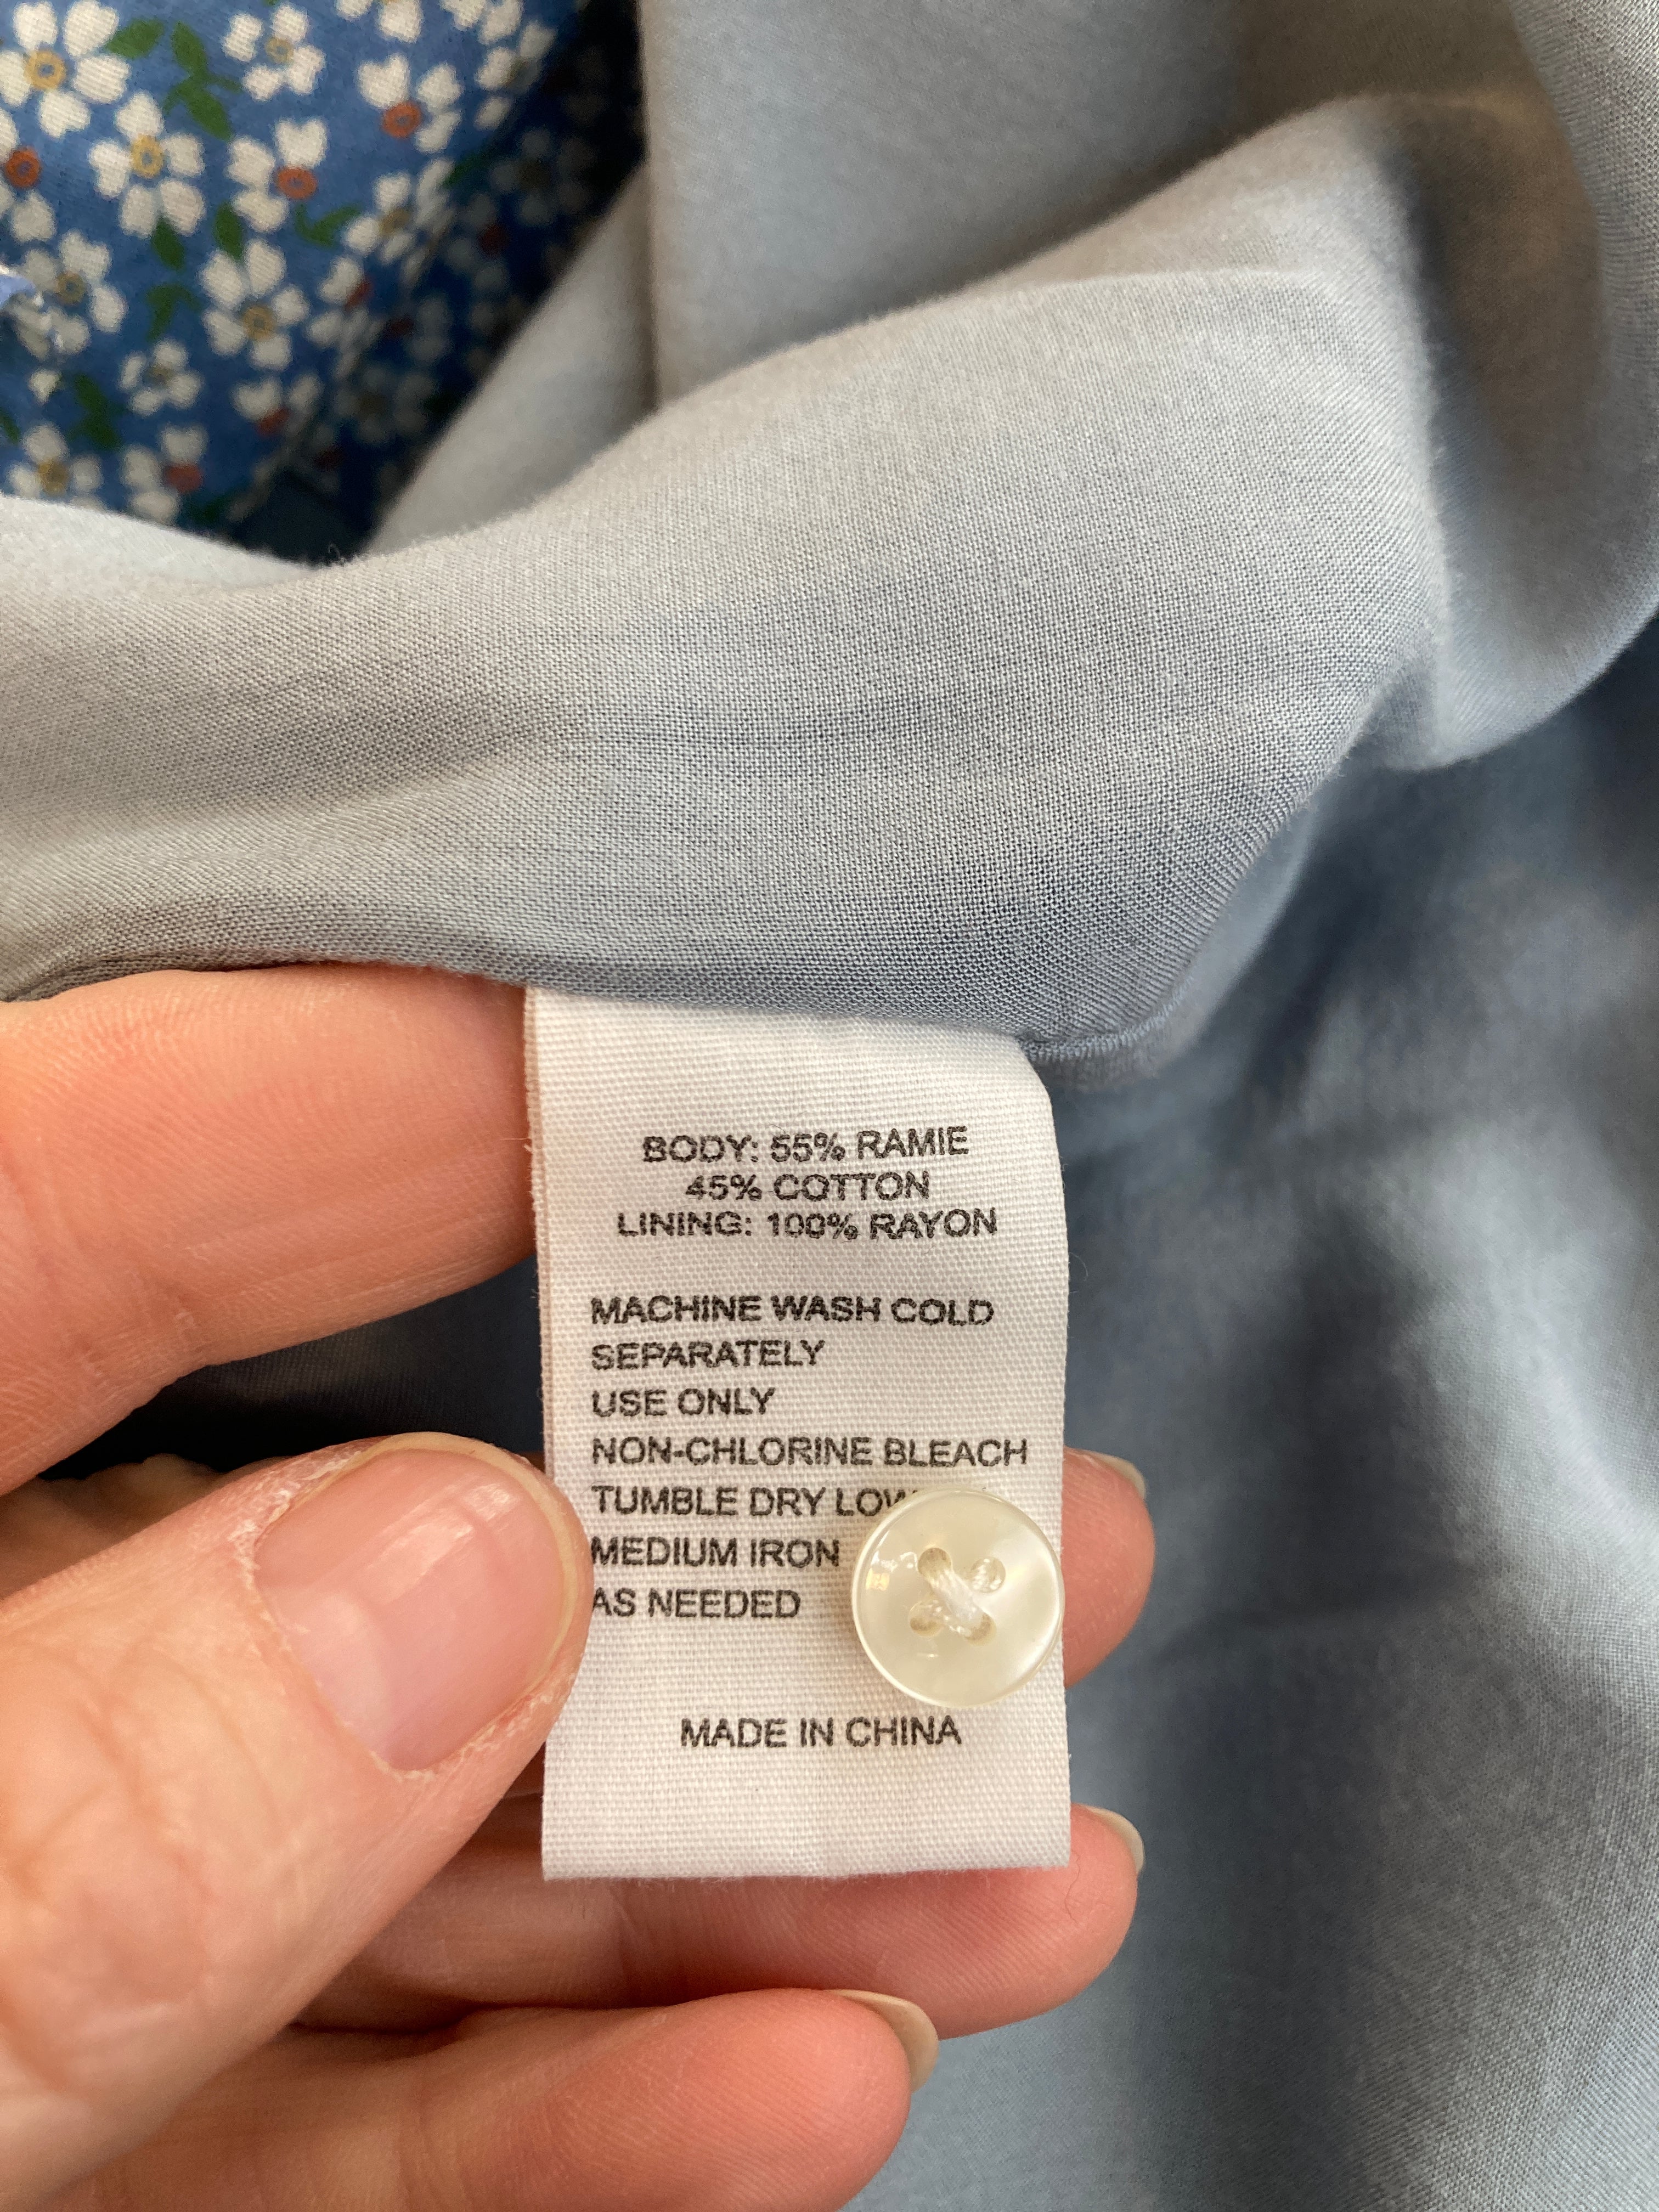 BODY: 55% RAMIE
45% COTTON
LINING: 100% RAYON
MACHINE WASH COLD
SEPARATELY
USE ONLY
NON-CHLORINE BLEACH
TUMBLE DRY LOW
MEDIUM IRON
AS NEEDED
MADE IN CHINA